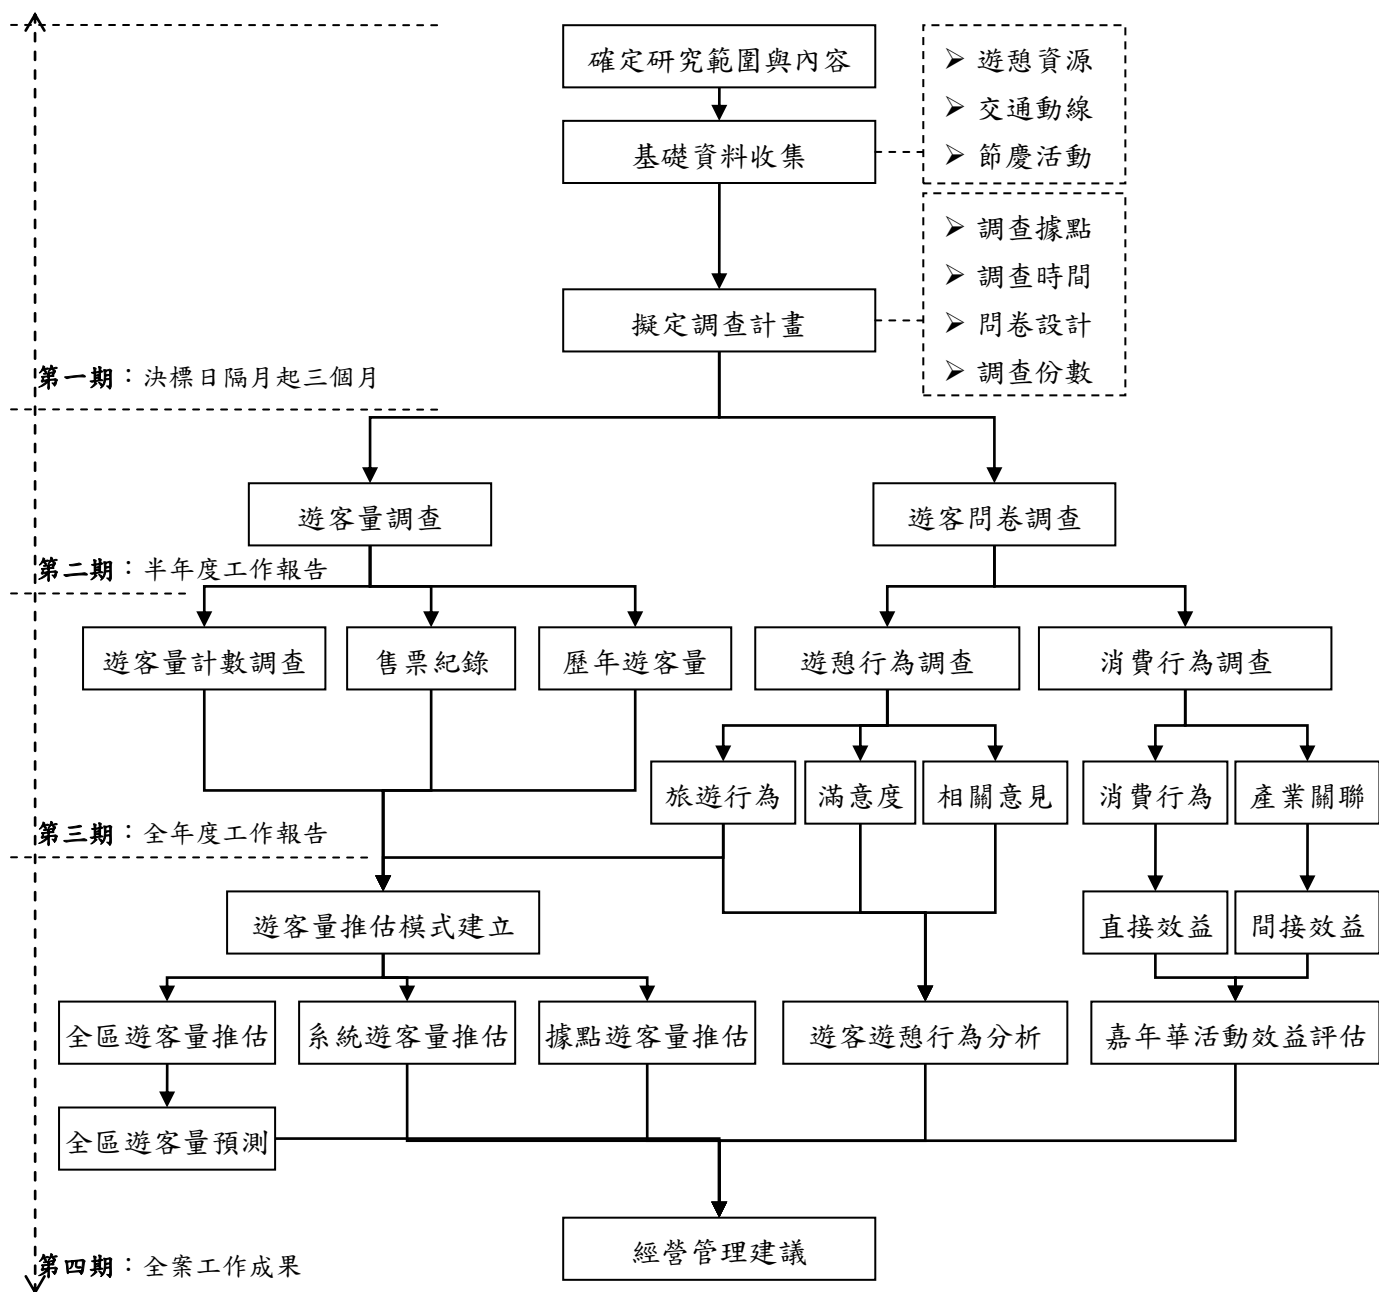 確定研究範圍與內容
➢ 遊憩資源
➢ 交通動線
➢ 節慶活動
基礎資料收集
➢ 調查據點
➢ 調查時間
➢ 問卷設計
➢ 調查份數
擬定調查計畫
第一期：決標日隔月起三個月
遊客量調查
遊客問卷調查
第二期：半年度工作報告
遊客量計數調查
售票紀錄
歷年遊客量
遊憩行為調查
消費行為調查
旅遊行為
滿意度
相關意見
消費行為
產業關聯
第三期：全年度工作報告
遊客量推估模式建立
直接效益
間接效益
全區遊客量推估
系統遊客量推估
據點遊客量推估
遊客遊憩行為分析
嘉年華活動效益評估
全區遊客量預測
經營管理建議
第四期：全案工作成果